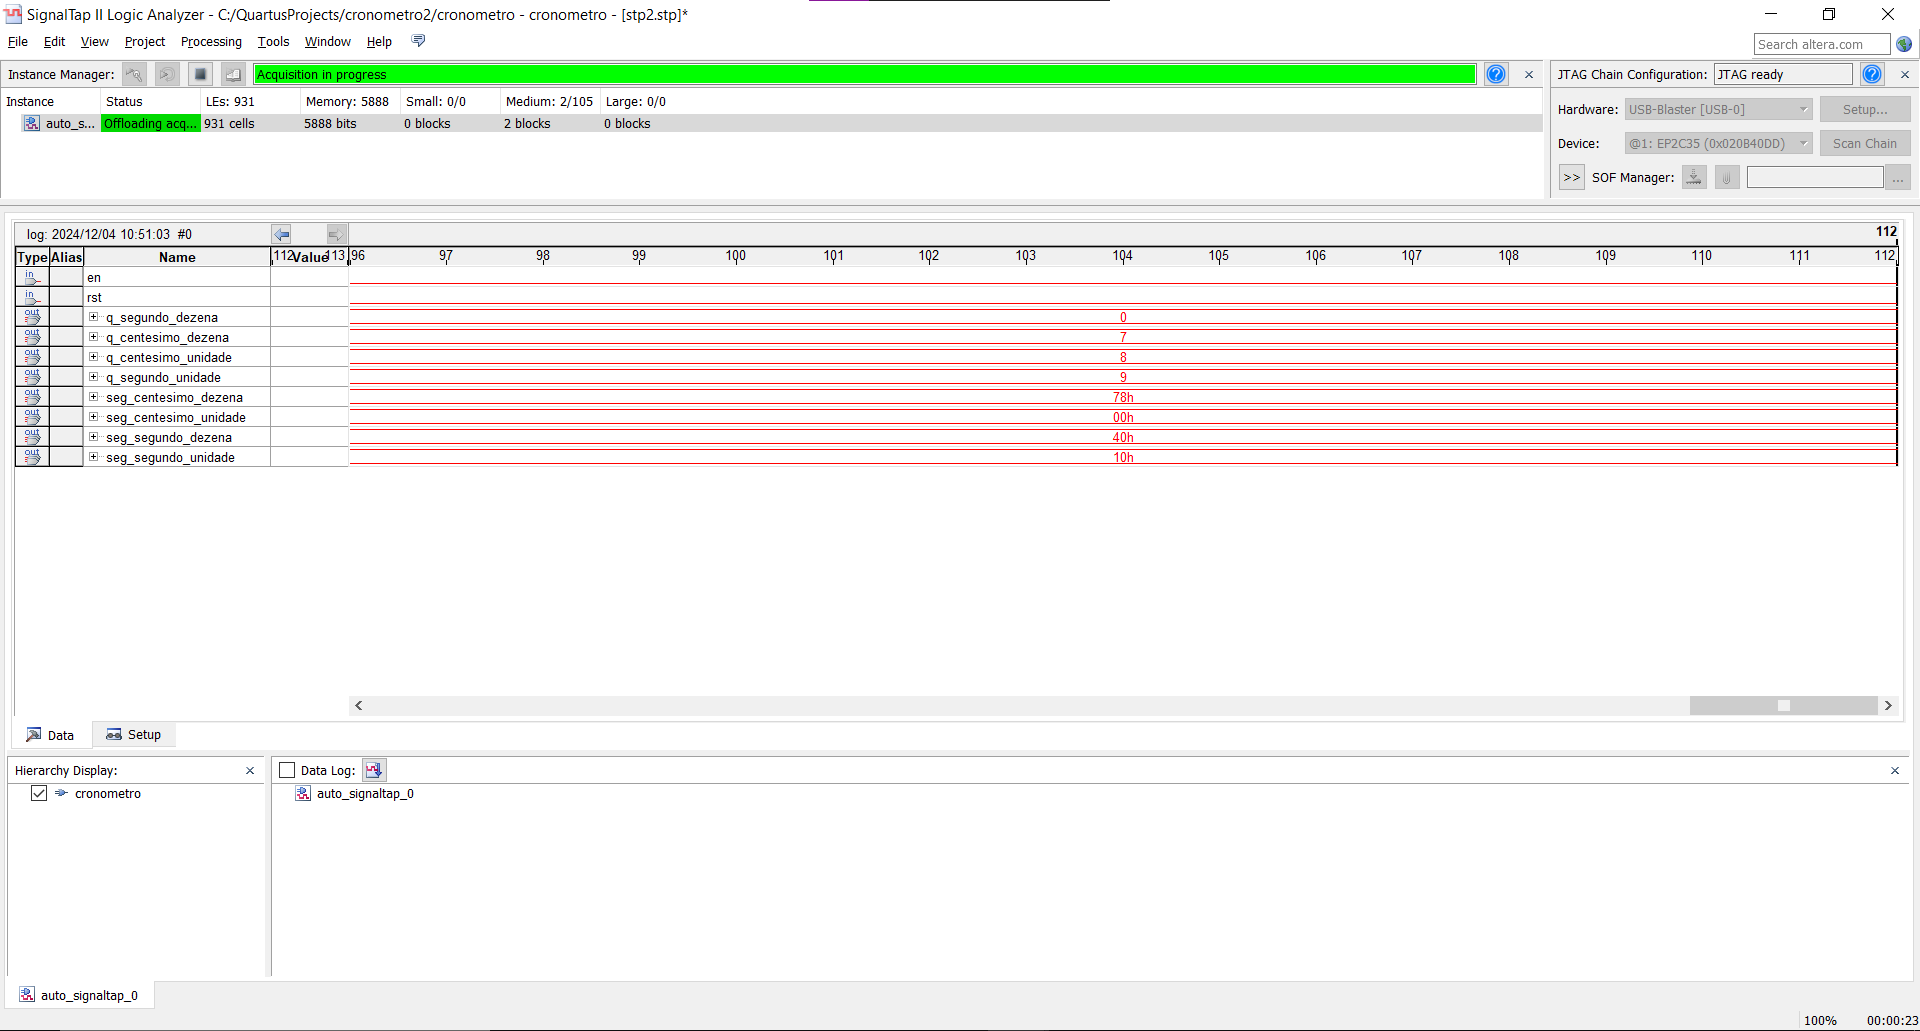 SignalTap II Logic Analyzer - C:/QuartusProjects/cronometro2/cronometro - cronometro - [stp2.stp]*
File Edit View Project Processing Tools Window Help
Search altera.com
Instance Manager: Acquisition in progress
JTAG Chain Configuration: JTAG ready
Instance Status LEs: 931 Memory: 5888 Small: 0/0 Medium: 2/105 Large: 0/0
auto_s... Offloading acq... 931 cells 5888 bits 0 blocks 2 blocks 0 blocks
Hardware: USB-Blaster [USB-0] Setup...
Device: @1: EP2C35 (0x020B40DD) Scan Chain
>> SOF Manager: ...
log: 2024/12/04 10:51:03 #0
112
Type Alias Name 112 Value 113 96 97 98 99 100 101 102 103 104 105 106 107 108 109 110 111 112
in en
in rst
out q_segundo_dezena 0
out q_centesimo_dezena 7
out q_centesimo_unidade 8
out q_segundo_unidade 9
out seg_centesimo_dezena 78h
out seg_centesimo_unidade 00h
out seg_segundo_dezena 40h
out seg_segundo_unidade 10h
Data Setup
Hierarchy Display:
cronometro
Data Log:
auto_signaltap_0
auto_signaltap_0
100% 00:00:23